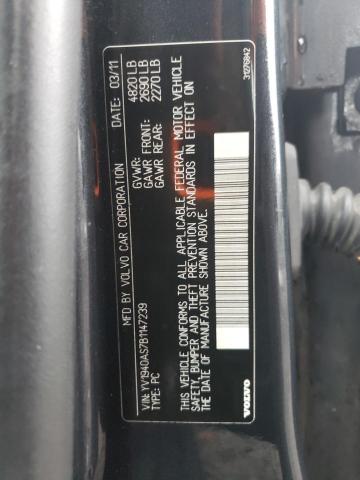 MFD BY VOLVO CAR CORPORATION DATE: 03/11
GVWR: 4820 LB
GAWR FRONT: 2690 LB
GAWR REAR: 2270 LB
VIN: YV1940AS7B1147239
TYPE: PC
THIS VEHICLE CONFORMS TO ALL APPLICABLE FEDERAL MOTOR VEHICLE
SAFETY, BUMPER AND THEFT PREVENTION STANDARDS IN EFFECT ON
THE DATE OF MANUFACTURE SHOWN ABOVE.
VOLVO
31276942